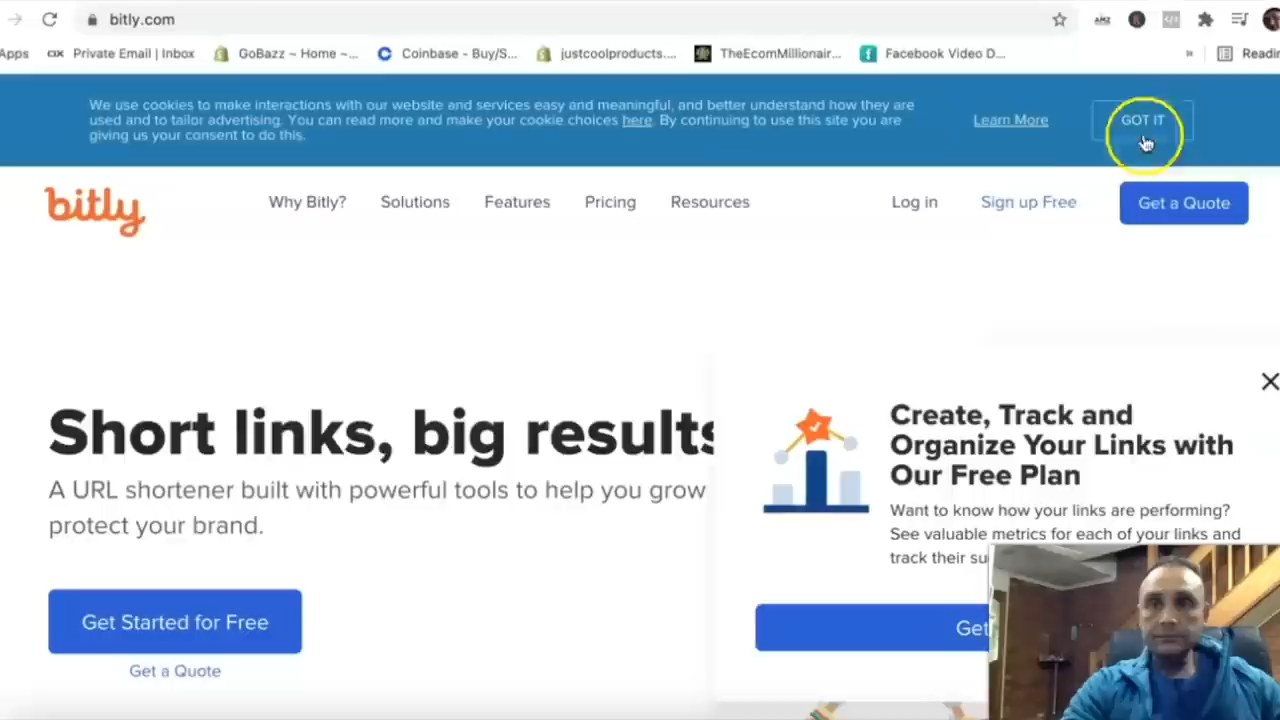 bitly.com
Apps Private Email | Inbox GoBazz ~ Home ~... Coinbase - Buy/S... justcoolproducts.... TheEcomMillionair... Facebook Video D... »
We use cookies to make interactions with our website and services easy and meaningful, and better understand how they are
used and to tailor advertising. You can read more and make your cookie choices here. By continuing to use this site you are
giving us your consent to do this.
Learn More
GOT IT
bitly
Why Bitly? Solutions Features Pricing Resources Log in Sign up Free Get a Quote
Short links, big results
A URL shortener built with powerful tools to help you grow
protect your brand.
Get Started for Free
Get a Quote
Create, Track and
Organize Your Links with
Our Free Plan
Want to know how your links are performing?
See valuable metrics for each of your links and
track their su
Get